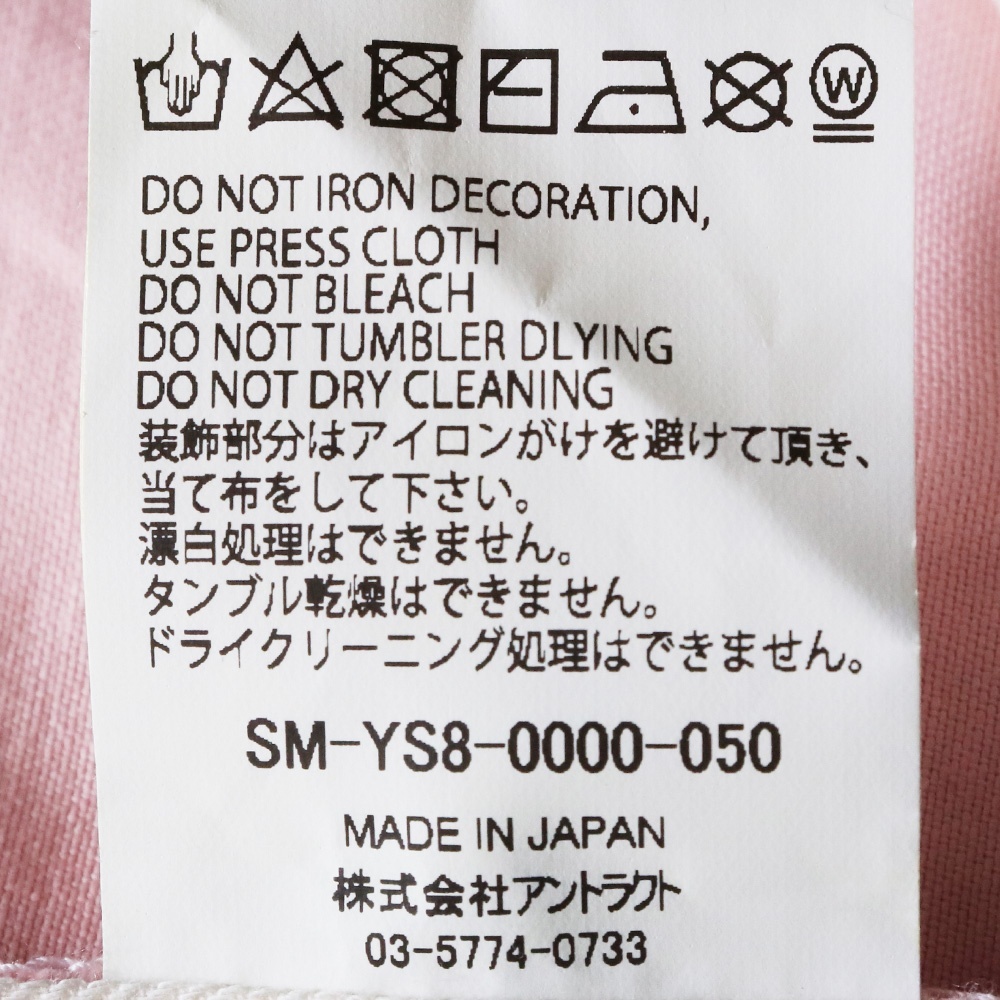 W
DO NOT IRON DECORATION,
USE PRESS CLOTH
DO NOT BLEACH
DO NOT TUMBLER DLYING
DO NOT DRY CLEANING
装飾部分はアイロンがけを避けて頂き、
当て布をして下さい。
漂白処理はできません。
タンブル乾燥はできません。
ドライクリーニング処理はできません。
SM-YS8-0000-050
MADE IN JAPAN
株式会社アントラクト
03-5774-0733